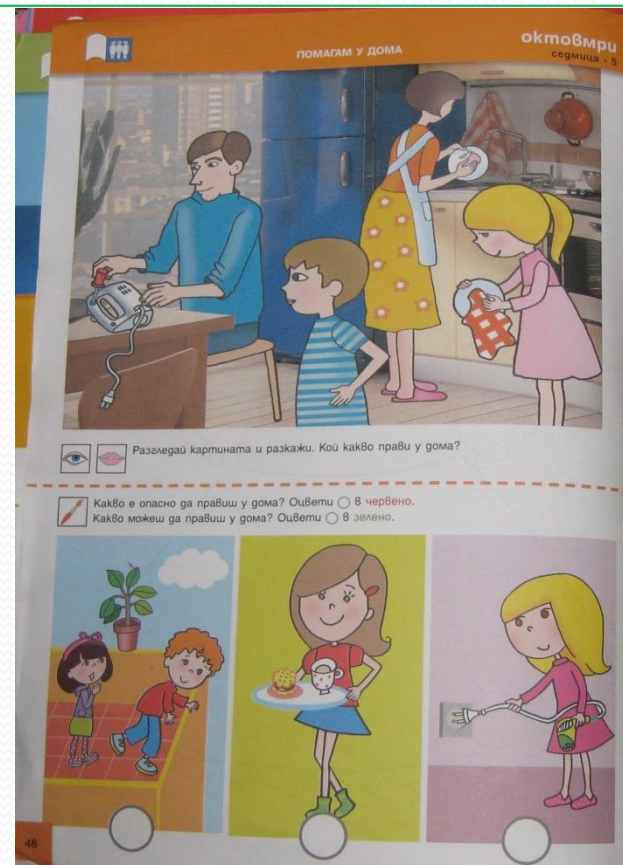 ПОМАГАМ У ДОМА
октомври
седмица - 5
Разгледай картината и разкажи. Кой какво прави у дома?
Какво е опасно да правиш у дома? Оцвети ◯ в червено.
Какво можеш да правиш у дома? Оцвети ◯ в зелено.
46